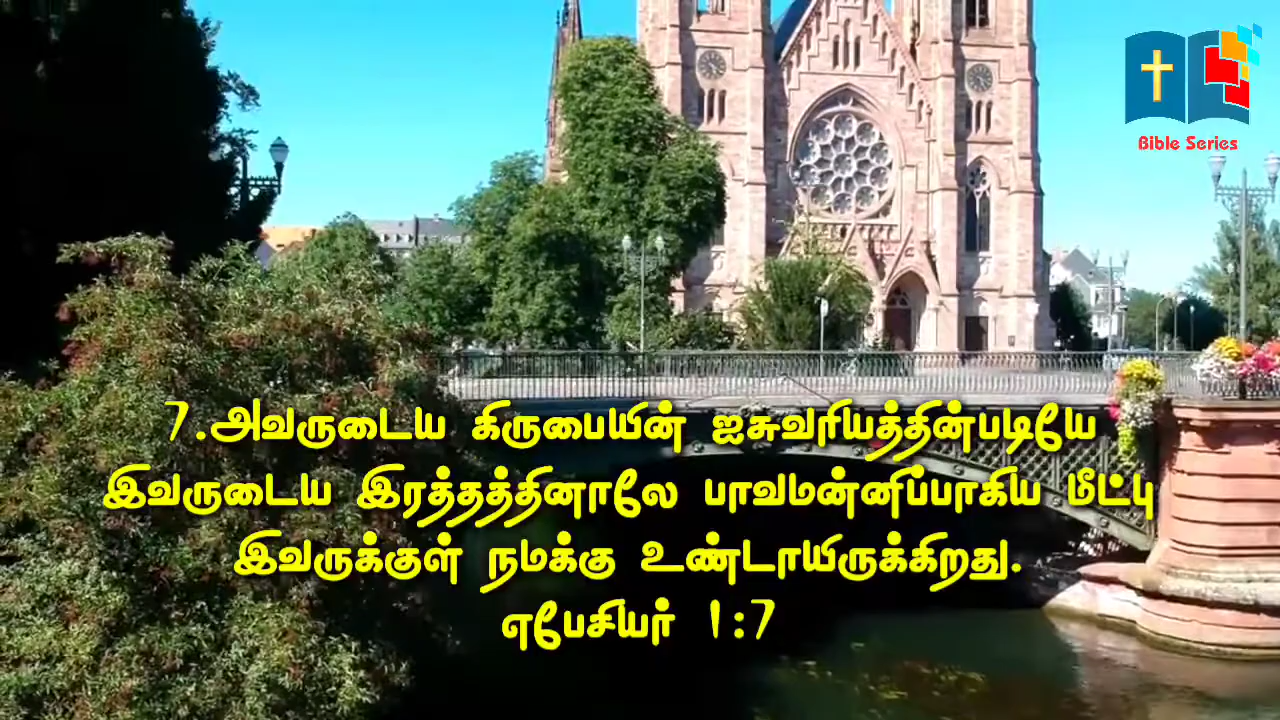 Bible Series
7.அவருடைய கிருபையின் ஐசுவரியத்தின்படியே
இவருடைய இரத்தத்தினாலே பாவமன்னிப்பாகிய மீட்பு
இவருக்குள் நமக்கு உண்டாயிருக்கிறது.
எபேசியர் 1:7